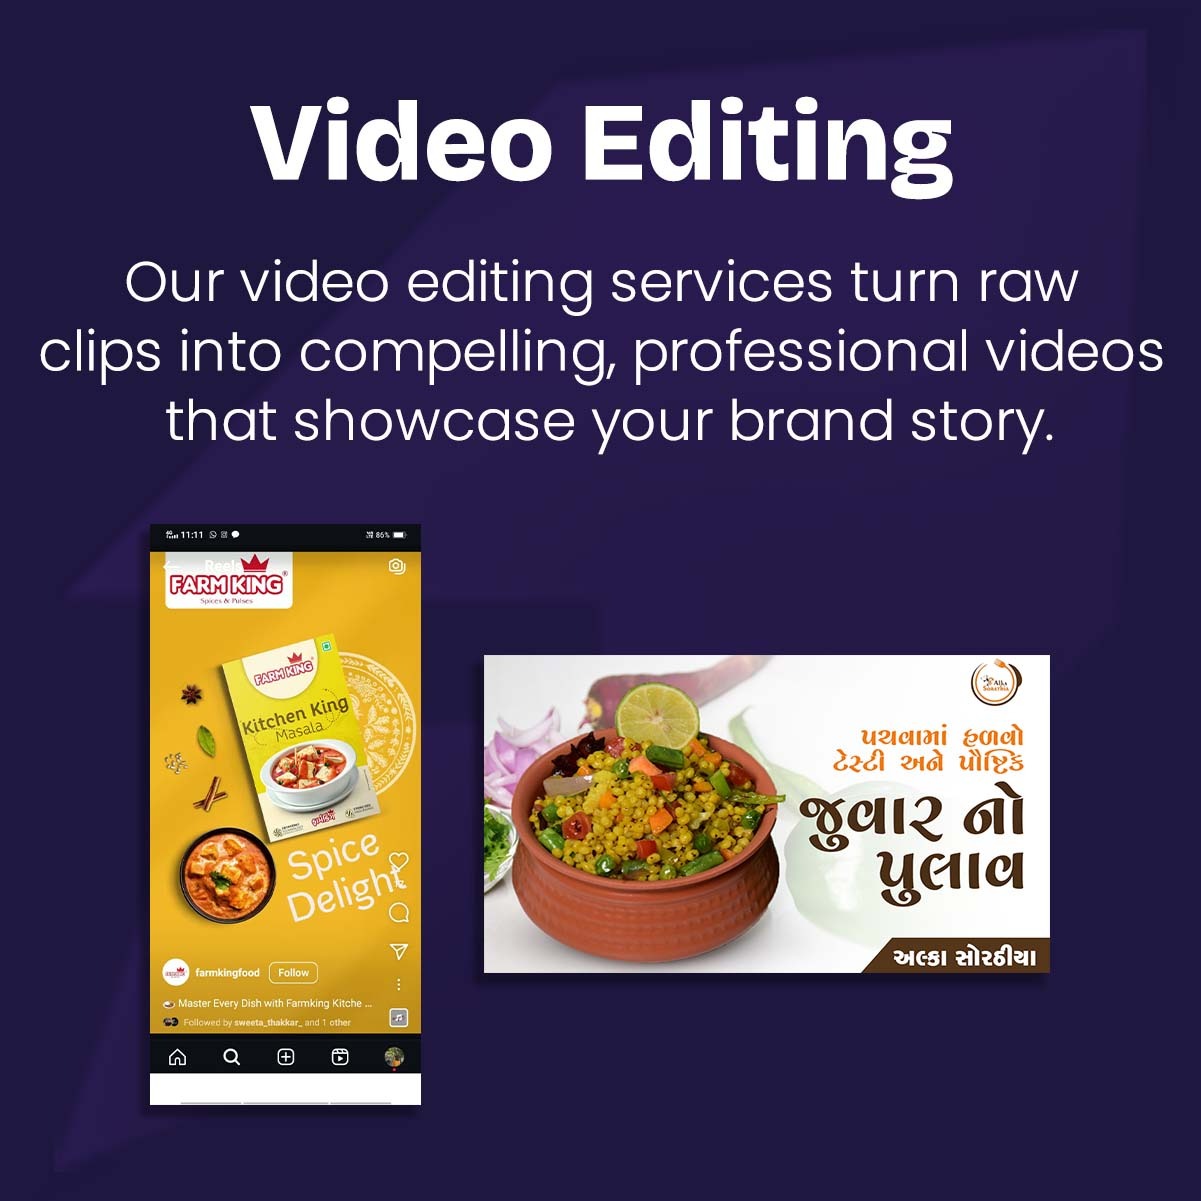 Video Editing
Our video editing services turn raw
clips into compelling, professional videos
that showcase your brand story.
11:11
86%
Reels
FARM KING
Spices & Pulses
FARM KING
Kitchen King
Masala
Spice
Delight
farmkingfood Follow
Master Every Dish with Farmking Kitche ...
Followed by sweeta_thakkar_ and 1 other
Alka
Sorathia
પચવામાં હળવો
ટેસ્ટી અને પૌષ્ટિક
જુવાર નો
પુલાવ
અલ્કા સોરઠીયા